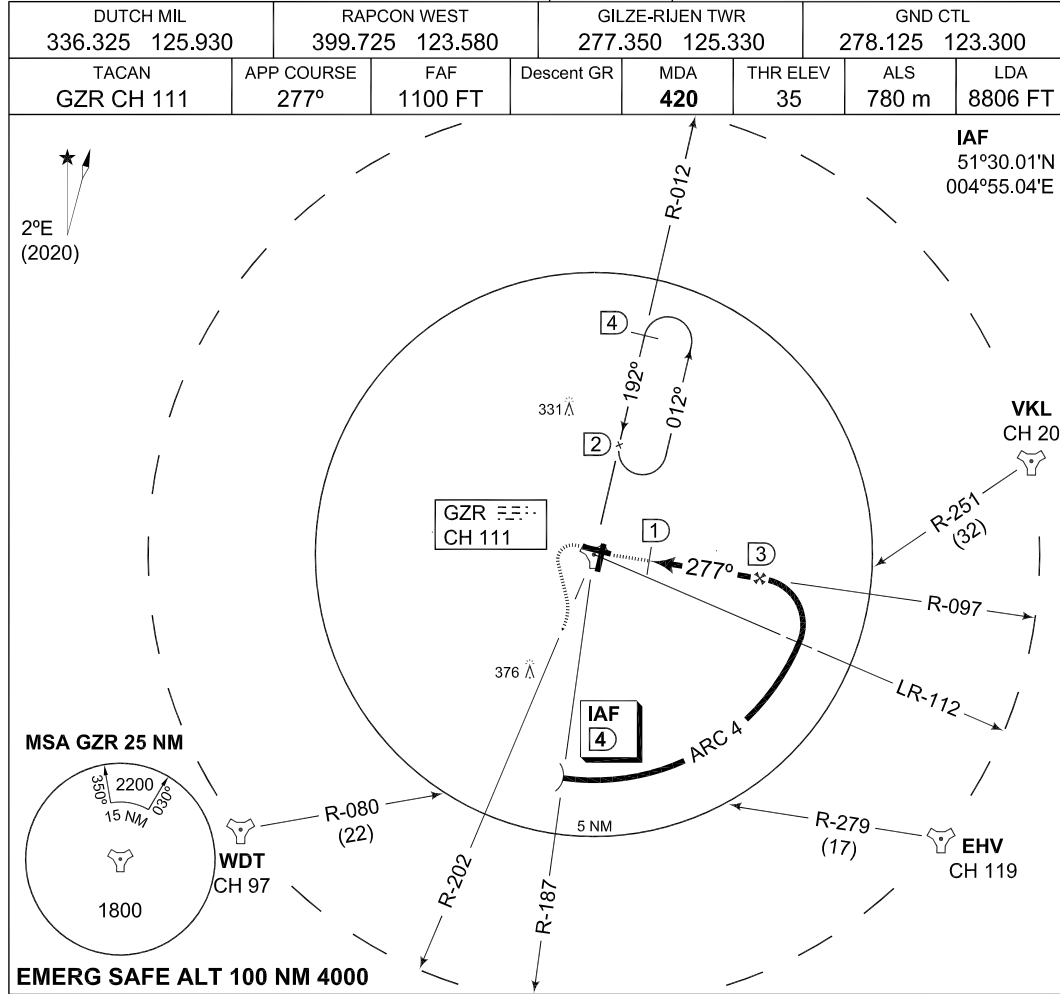 DUTCH MIL
336.325 125.930
RAPCON WEST
399.725 123.580
GILZE-RIJEN TWR
277.350 125.330
GND CTL
278.125 123.300
TACAN
GZR CH 111
APP COURSE
277º
FAF
1100 FT
Descent GR
MDA
420
THR ELEV
35
ALS
780 m
LDA
8806 FT
IAF
51º30.01'N
004º55.04'E
2ºE
(2020)
R-012
4
192º
012º
331
2
VKL
CH 20
R-251
(32)
GZR
CH 111
1
3
277º
R-097
LR-112
376
IAF
4
ARC 4
MSA GZR 25 NM
350º
2200
030º
15 NM
1800
R-080
(22)
WDT
CH 97
5 NM
R-279
(17)
EHV
CH 119
R-202
R-187
EMERG SAFE ALT 100 NM 4000